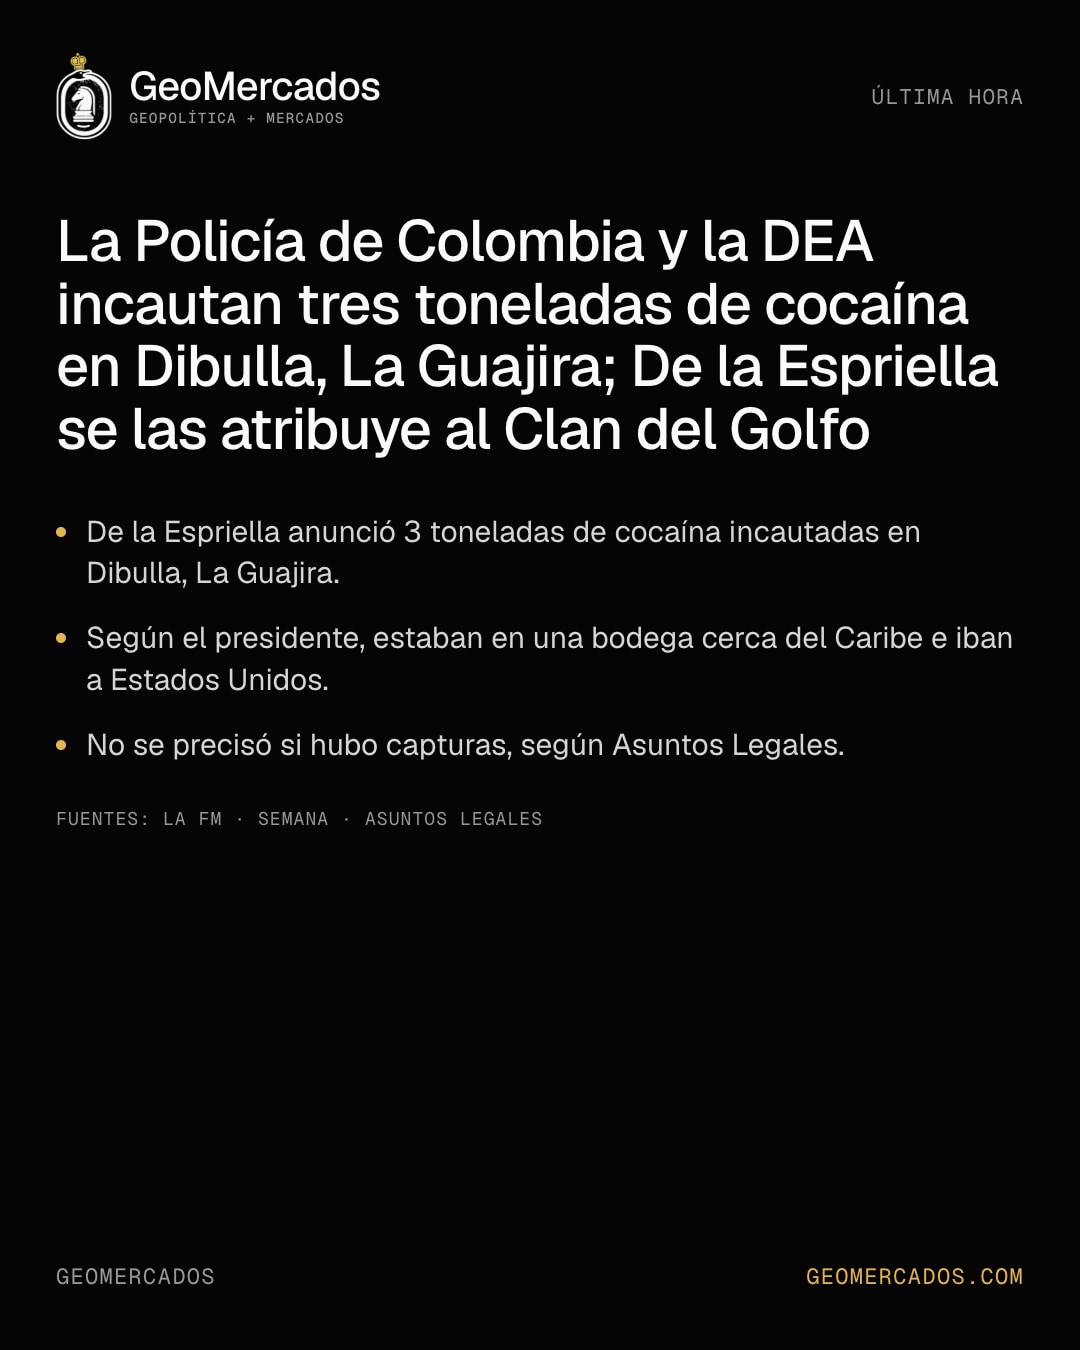 GeoMercados
GEOPOLÍTICA + MERCADOS
ÚLTIMA HORA
La Policía de Colombia y la DEA
incautan tres toneladas de cocaína
en Dibulla, La Guajira; De la Espriella
se las atribuye al Clan del Golfo
• De la Espriella anunció 3 toneladas de cocaína incautadas en
Dibulla, La Guajira.
• Según el presidente, estaban en una bodega cerca del Caribe e iban
a Estados Unidos.
• No se precisó si hubo capturas, según Asuntos Legales.
FUENTES: LA FM · SEMANA · ASUNTOS LEGALES
GEOMERCADOS
GEOMERCADOS.COM